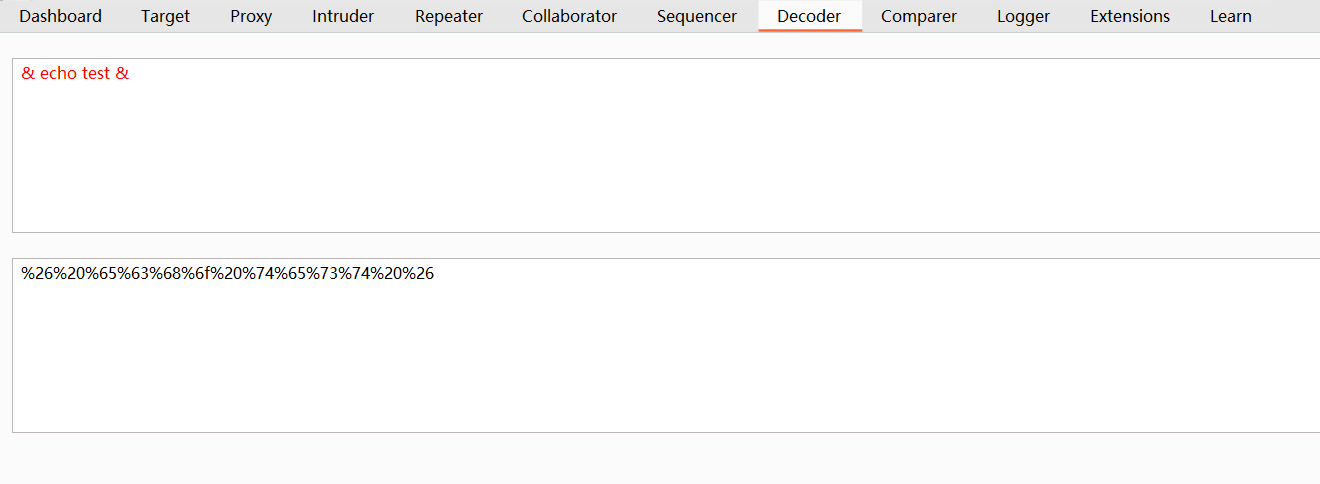 Dashboard Target Proxy Intruder Repeater Collaborator Sequencer Decoder Comparer Logger Extensions Learn
& echo test &
%26%20%65%63%68%6f%20%74%65%73%74%20%26